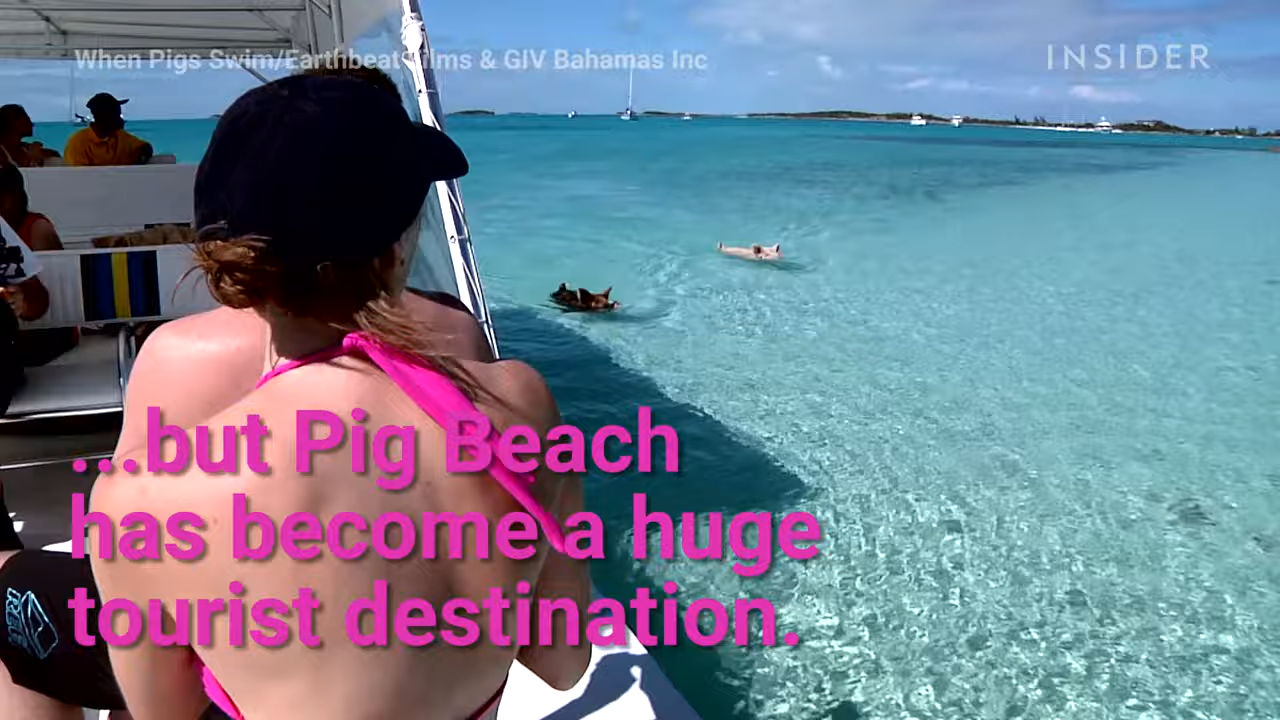 When Pigs Swim/Earthbeat Films & GIV Bahamas Inc
INSIDER
...but Pig Beach
has become a huge
tourist destination.